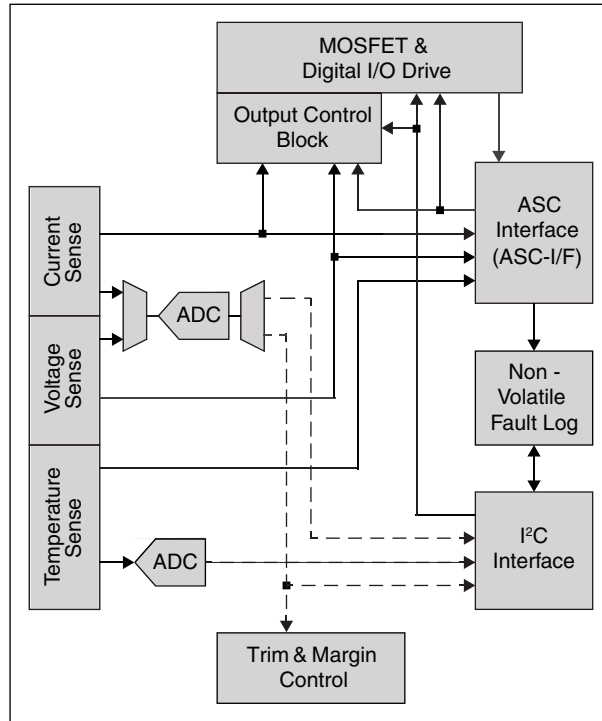 MOSFET &
Digital I/O Drive
Output Control
Block
ASC
Interface
(ASC-I/F)
Current
Sense
ADC
Voltage
Sense
Non -
Volatile
Fault Log
Temperature
Sense
ADC
I²C
Interface
Trim & Margin
Control